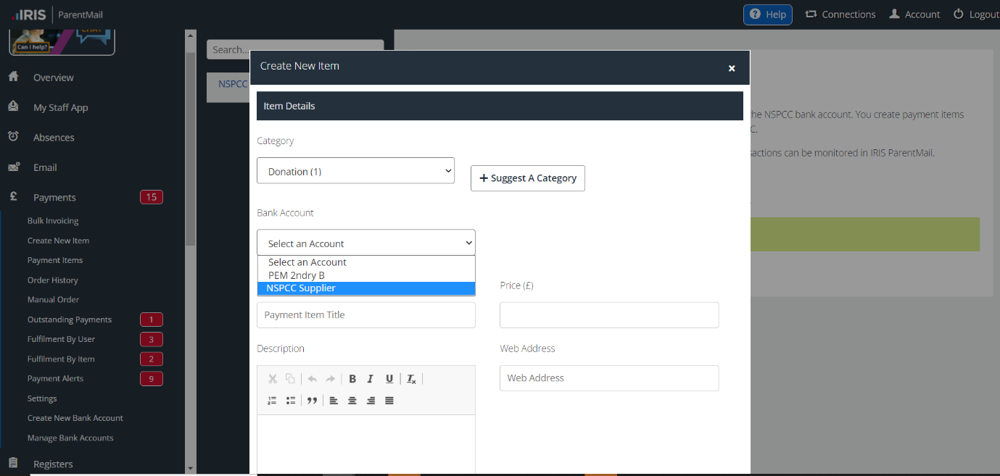 IRIS ParentMail
Help
Connections
Account
Logout
CHAT
Can I help?
Overview
My Staff App
Absences
Email
Payments 15
Bulk Invoicing
Create New Item
Payment Items
Order History
Manual Order
Outstanding Payments 1
Fulfilment By User 3
Fulfilment By Item 2
Payment Alerts 9
Settings
Create New Bank Account
Manage Bank Accounts
Registers
Search...
NSPCC
Create New Item
×
Item Details
Category
Donation (1)
+ Suggest A Category
Bank Account
Select an Account
Select an Account
PEM 2ndry B
NSPCC Supplier
Price (£)
Payment Item Title
Description
Web Address
B I U Tx
Web Address
he NSPCC bank account. You create payment items
C.
sactions can be monitored in IRIS ParentMail.